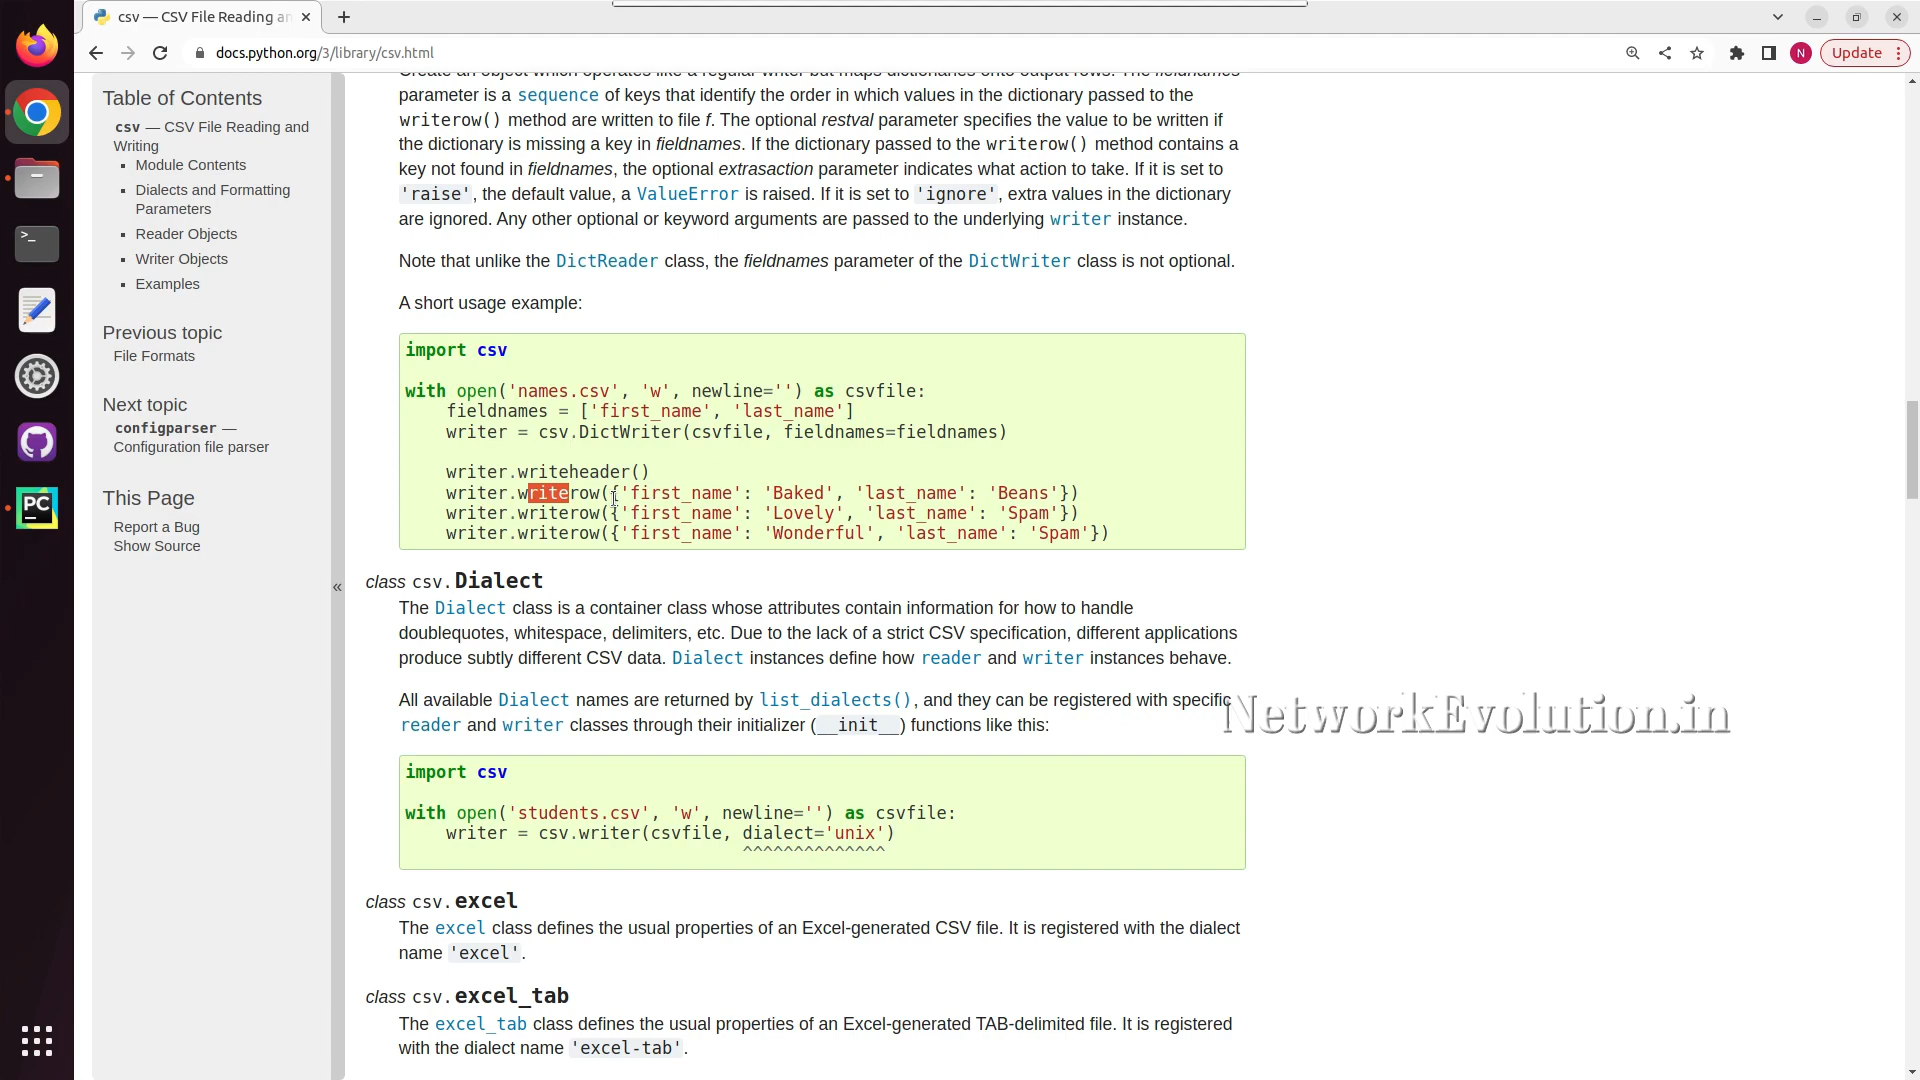 csv — CSV File Reading an
docs.python.org/3/library/csv.html
N
Update
Table of Contents
csv — CSV File Reading and
Writing
Module Contents
Dialects and Formatting
Parameters
Reader Objects
Writer Objects
Examples
Previous topic
File Formats
Next topic
configparser —
Configuration file parser
This Page
Report a Bug
Show Source
«
Create an object which operates like a regular writer but maps dictionaries onto output rows. The fieldnames
parameter is a sequence of keys that identify the order in which values in the dictionary passed to the
writerow() method are written to file f. The optional restval parameter specifies the value to be written if
the dictionary is missing a key in fieldnames. If the dictionary passed to the writerow() method contains a
key not found in fieldnames, the optional extrasaction parameter indicates what action to take. If it is set to
'raise', the default value, a ValueError is raised. If it is set to 'ignore', extra values in the dictionary
are ignored. Any other optional or keyword arguments are passed to the underlying writer instance.
Note that unlike the DictReader class, the fieldnames parameter of the DictWriter class is not optional.
A short usage example:
import csv
with open('names.csv', 'w', newline='') as csvfile:
    fieldnames = ['first_name', 'last_name']
    writer = csv.DictWriter(csvfile, fieldnames=fieldnames)
    writer.writeheader()
    writer.writerow({'first_name': 'Baked', 'last_name': 'Beans'})
    writer.writerow({'first_name': 'Lovely', 'last_name': 'Spam'})
    writer.writerow({'first_name': 'Wonderful', 'last_name': 'Spam'})
class csv.Dialect
The Dialect class is a container class whose attributes contain information for how to handle
doublequotes, whitespace, delimiters, etc. Due to the lack of a strict CSV specification, different applications
produce subtly different CSV data. Dialect instances define how reader and writer instances behave.
All available Dialect names are returned by list_dialects(), and they can be registered with specific
reader and writer classes through their initializer (__init__) functions like this:
NetworkEvolution.in
import csv
with open('students.csv', 'w', newline='') as csvfile:
    writer = csv.writer(csvfile, dialect='unix')
                                 ^^^^^^^^^^^^^^
class csv.excel
The excel class defines the usual properties of an Excel-generated CSV file. It is registered with the dialect
name 'excel'.
class csv.excel_tab
The excel_tab class defines the usual properties of an Excel-generated TAB-delimited file. It is registered
with the dialect name 'excel-tab'.
PC